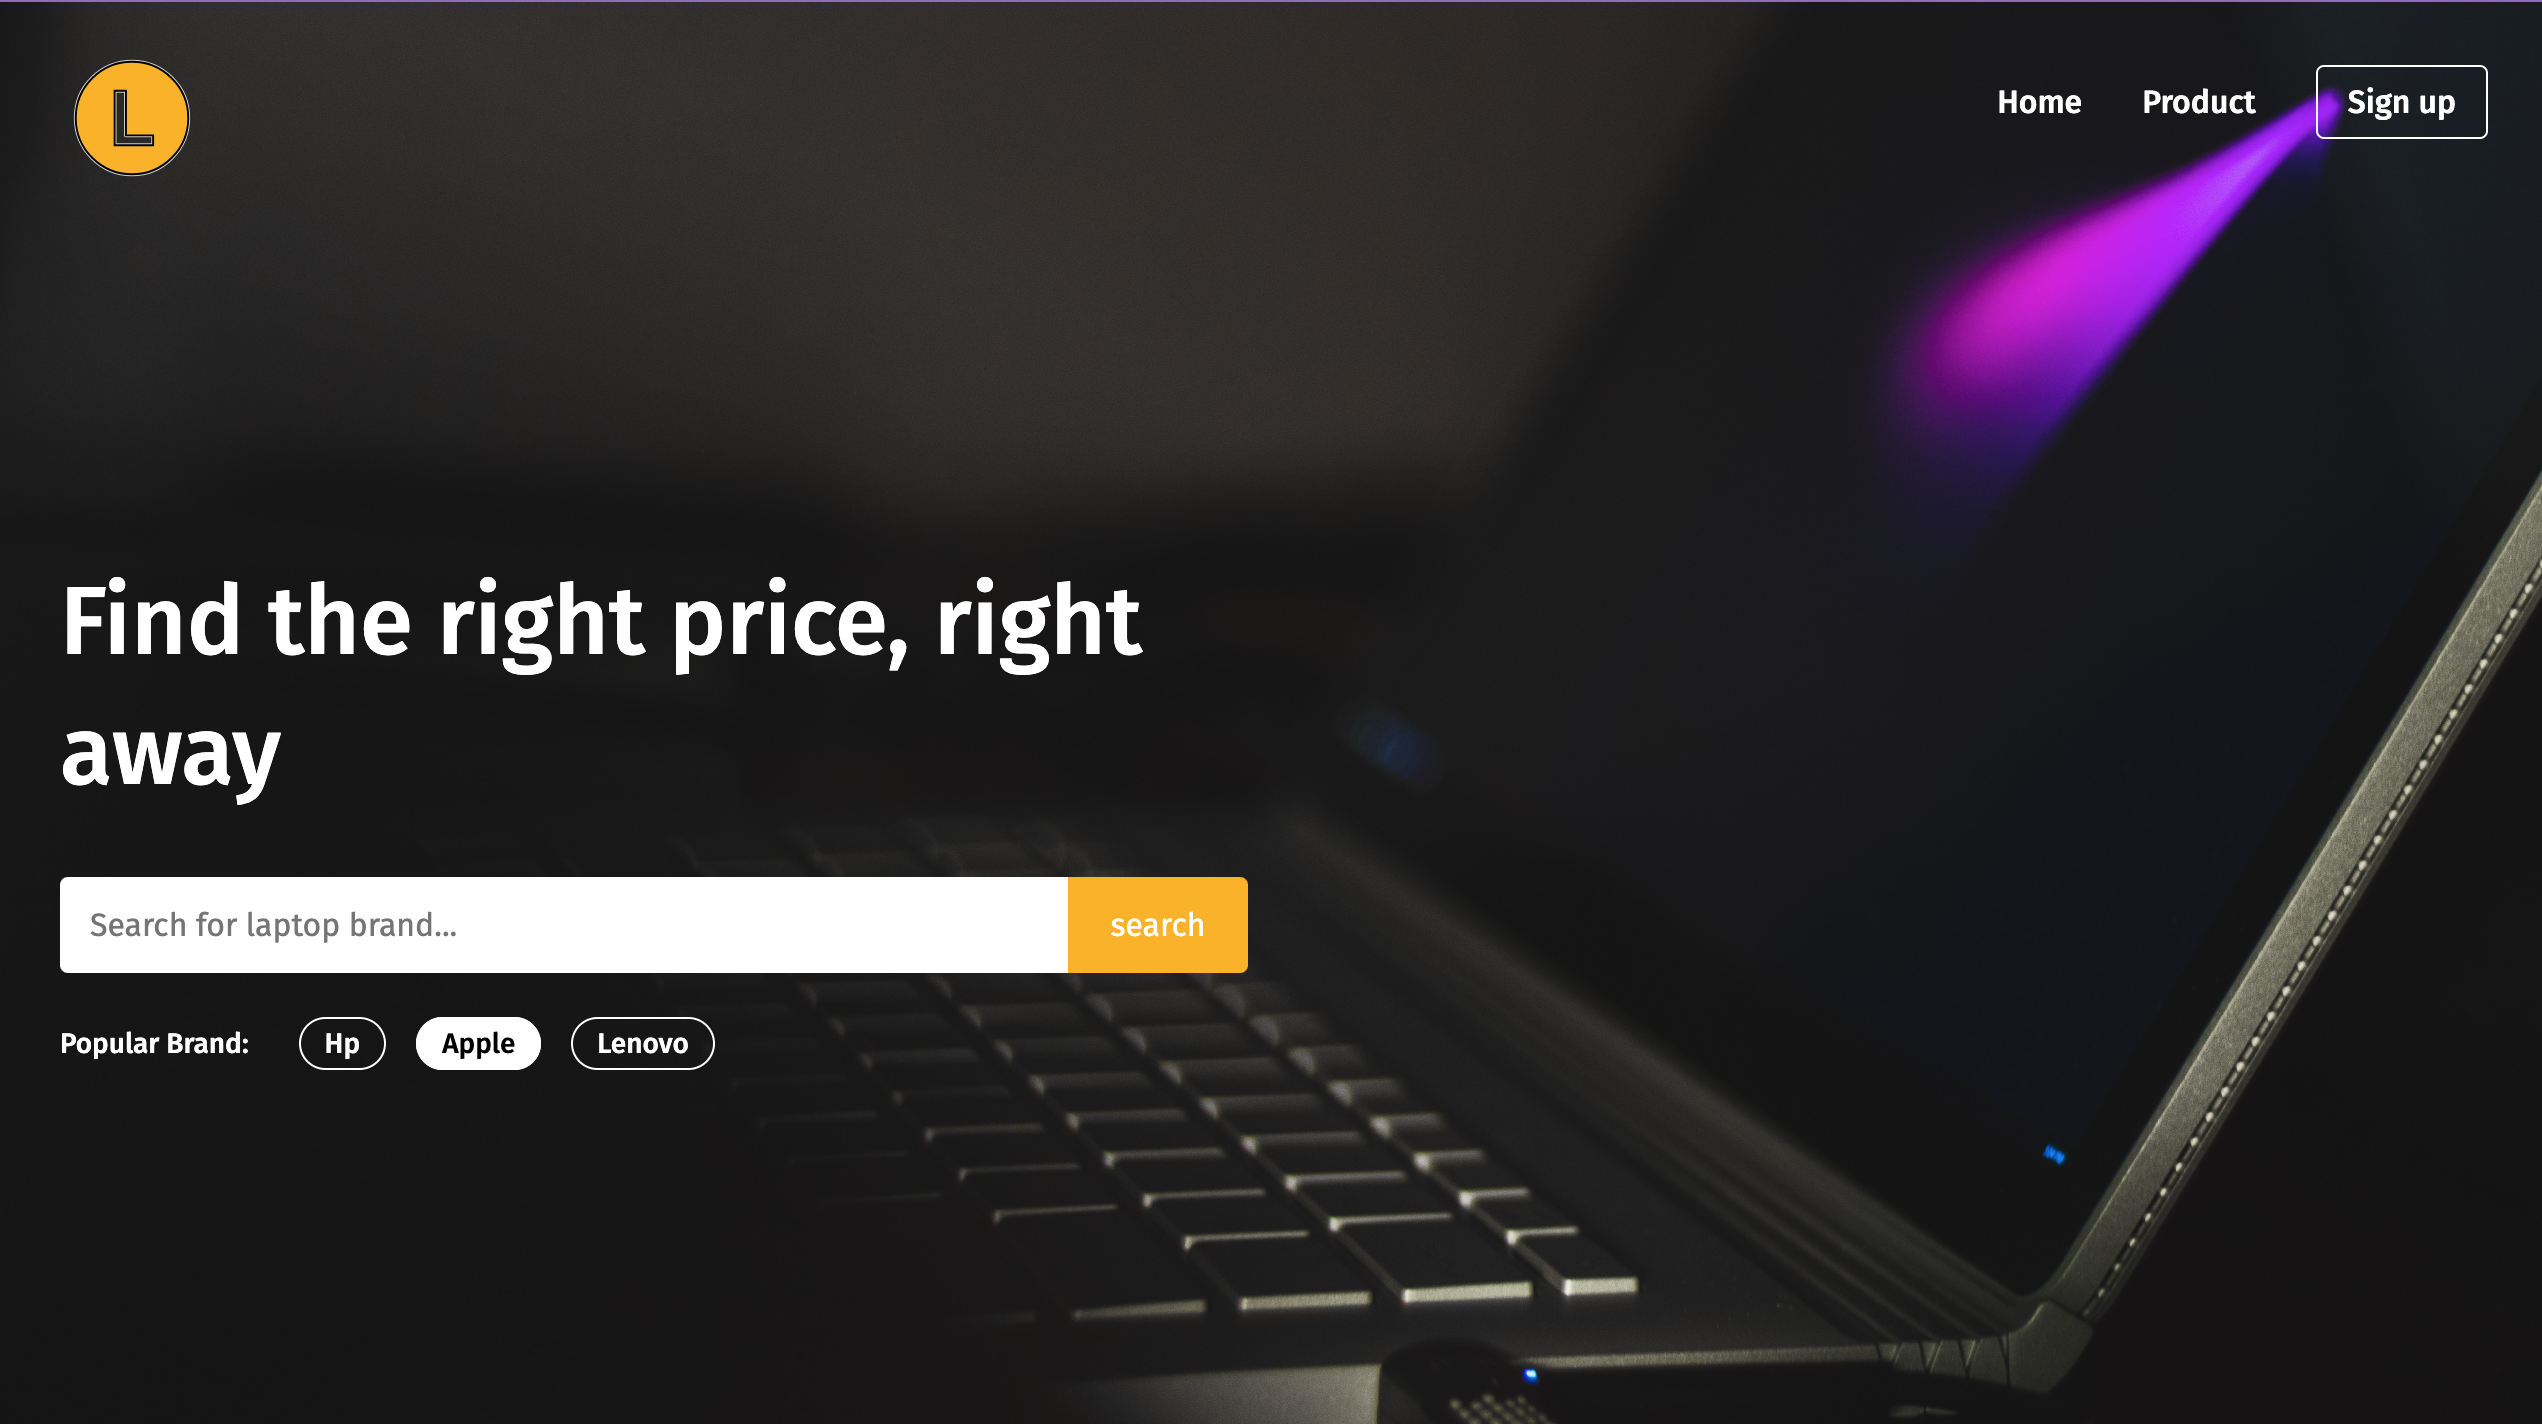 L
Home Product Sign up
Find the right price, right
away
Search for laptop brand... search
Popular Brand: Hp Apple Lenovo